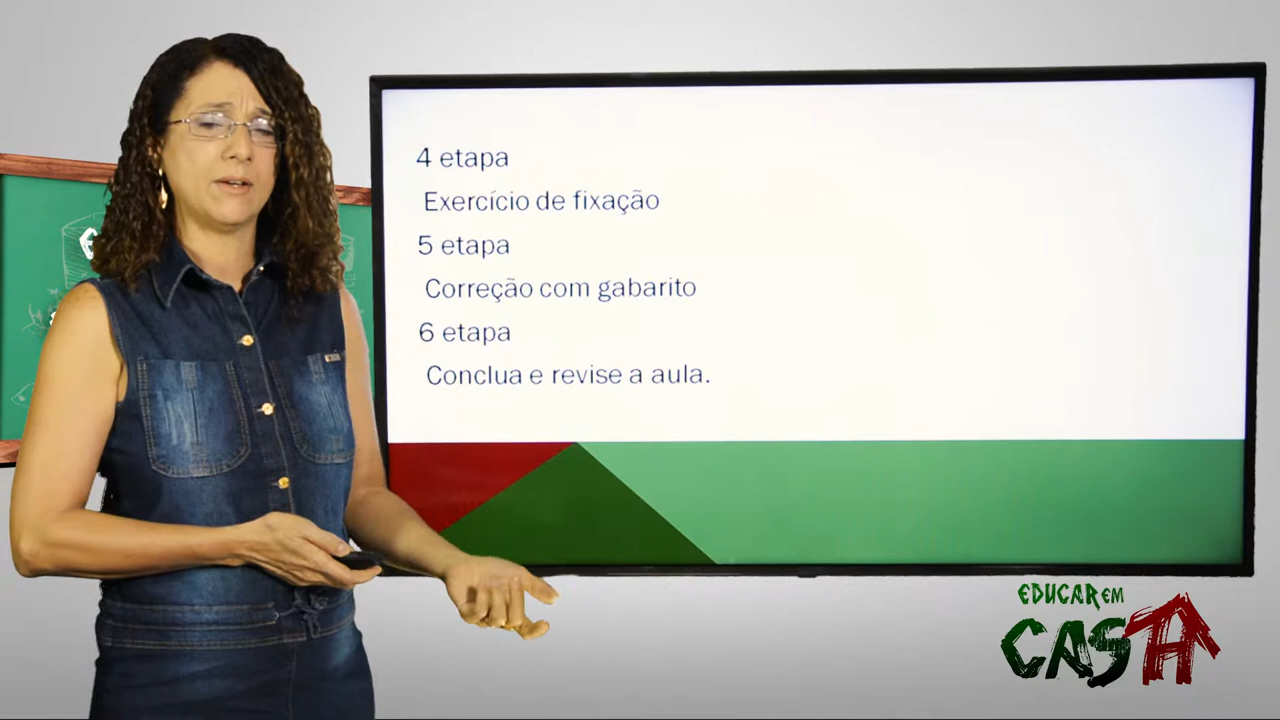 4 etapa
Exercício de fixação
5 etapa
Correção com gabarito
6 etapa
Conclua e revise a aula.
EDUCAR EM
CASA